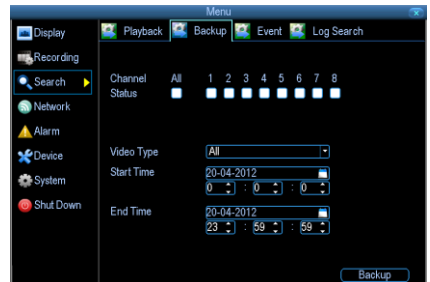 Menu
Display
Recording
Search
Network
Alarm
Device
System
Shut Down
Playback Backup Event Log Search
Channel All 1 2 3 4 5 6 7 8
Status
Video Type All
Start Time 20-04-2012
0 : 0 : 0
End Time 20-04-2012
23 : 59 : 59
Backup